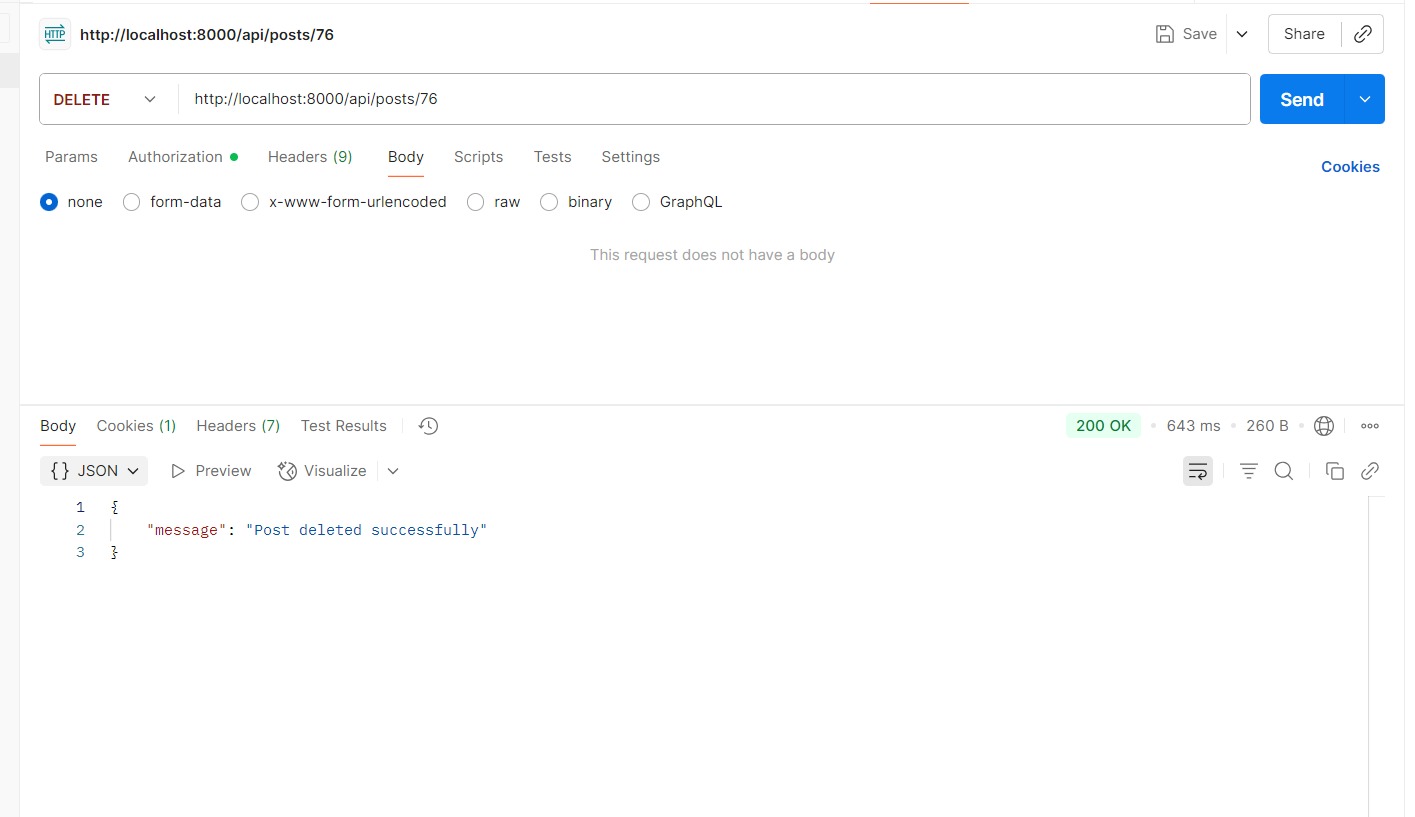 HTTP http://localhost:8000/api/posts/76 Save Share
DELETE http://localhost:8000/api/posts/76 Send
Params Authorization Headers (9) Body Scripts Tests Settings Cookies
none form-data x-www-form-urlencoded raw binary GraphQL
This request does not have a body
Body Cookies (1) Headers (7) Test Results 200 OK 643 ms 260 B
{} JSON Preview Visualize
1 {
2 "message": "Post deleted successfully"
3 }